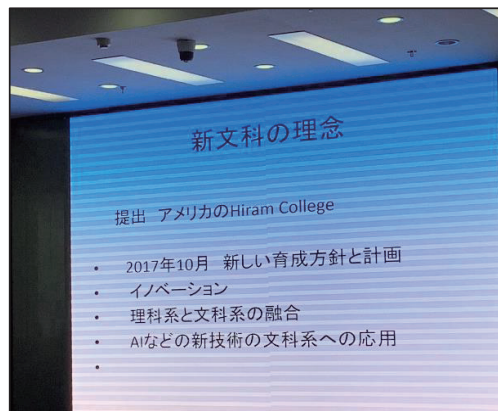 新文科の理念
提出 アメリカのHiram College
• 2017年10月 新しい育成方針と計画
• イノベーション
• 理科系と文科系の融合
• AIなどの新技術の文科系への応用
•